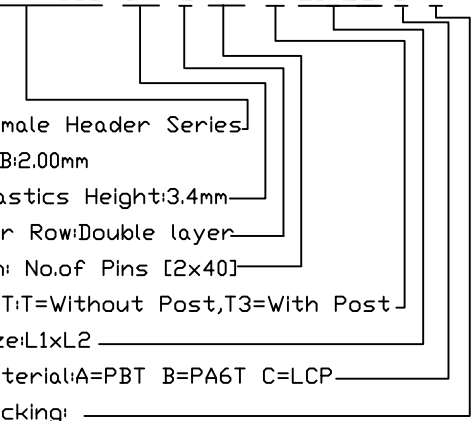 male Header Series
B:2.00mm
astics Height:3.4mm
r Row:Double layer
n: No.of Pins [2x40]
T:T=Without Post,T3=With Post
ze:L1xL2
terial:A=PBT B=PA6T C=LCP
cking: